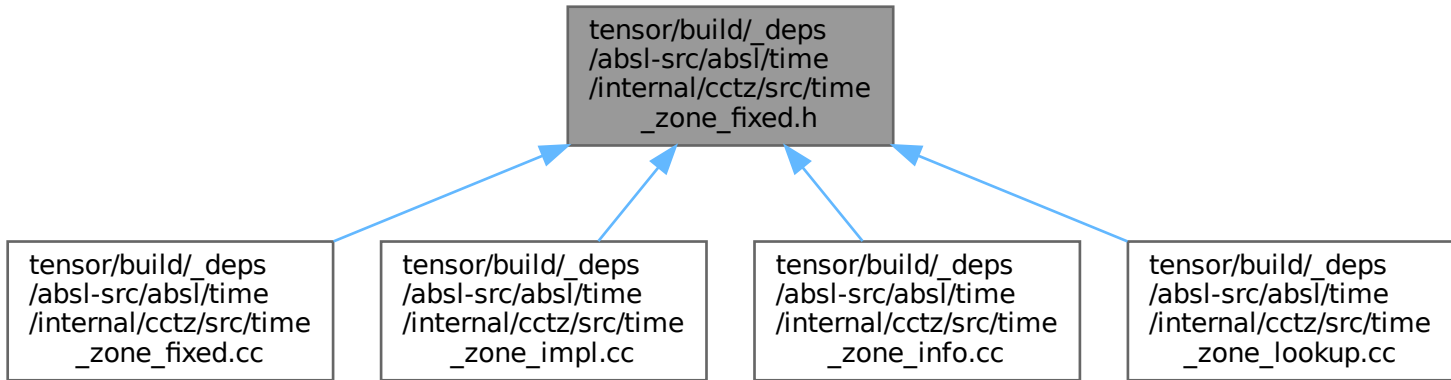 tensor/build/_deps
/absl-src/absl/time
/internal/cctz/src/time
_zone_fixed.h
tensor/build/_deps
/absl-src/absl/time
/internal/cctz/src/time
_zone_fixed.cc
tensor/build/_deps
/absl-src/absl/time
/internal/cctz/src/time
_zone_impl.cc
tensor/build/_deps
/absl-src/absl/time
/internal/cctz/src/time
_zone_info.cc
tensor/build/_deps
/absl-src/absl/time
/internal/cctz/src/time
_zone_lookup.cc